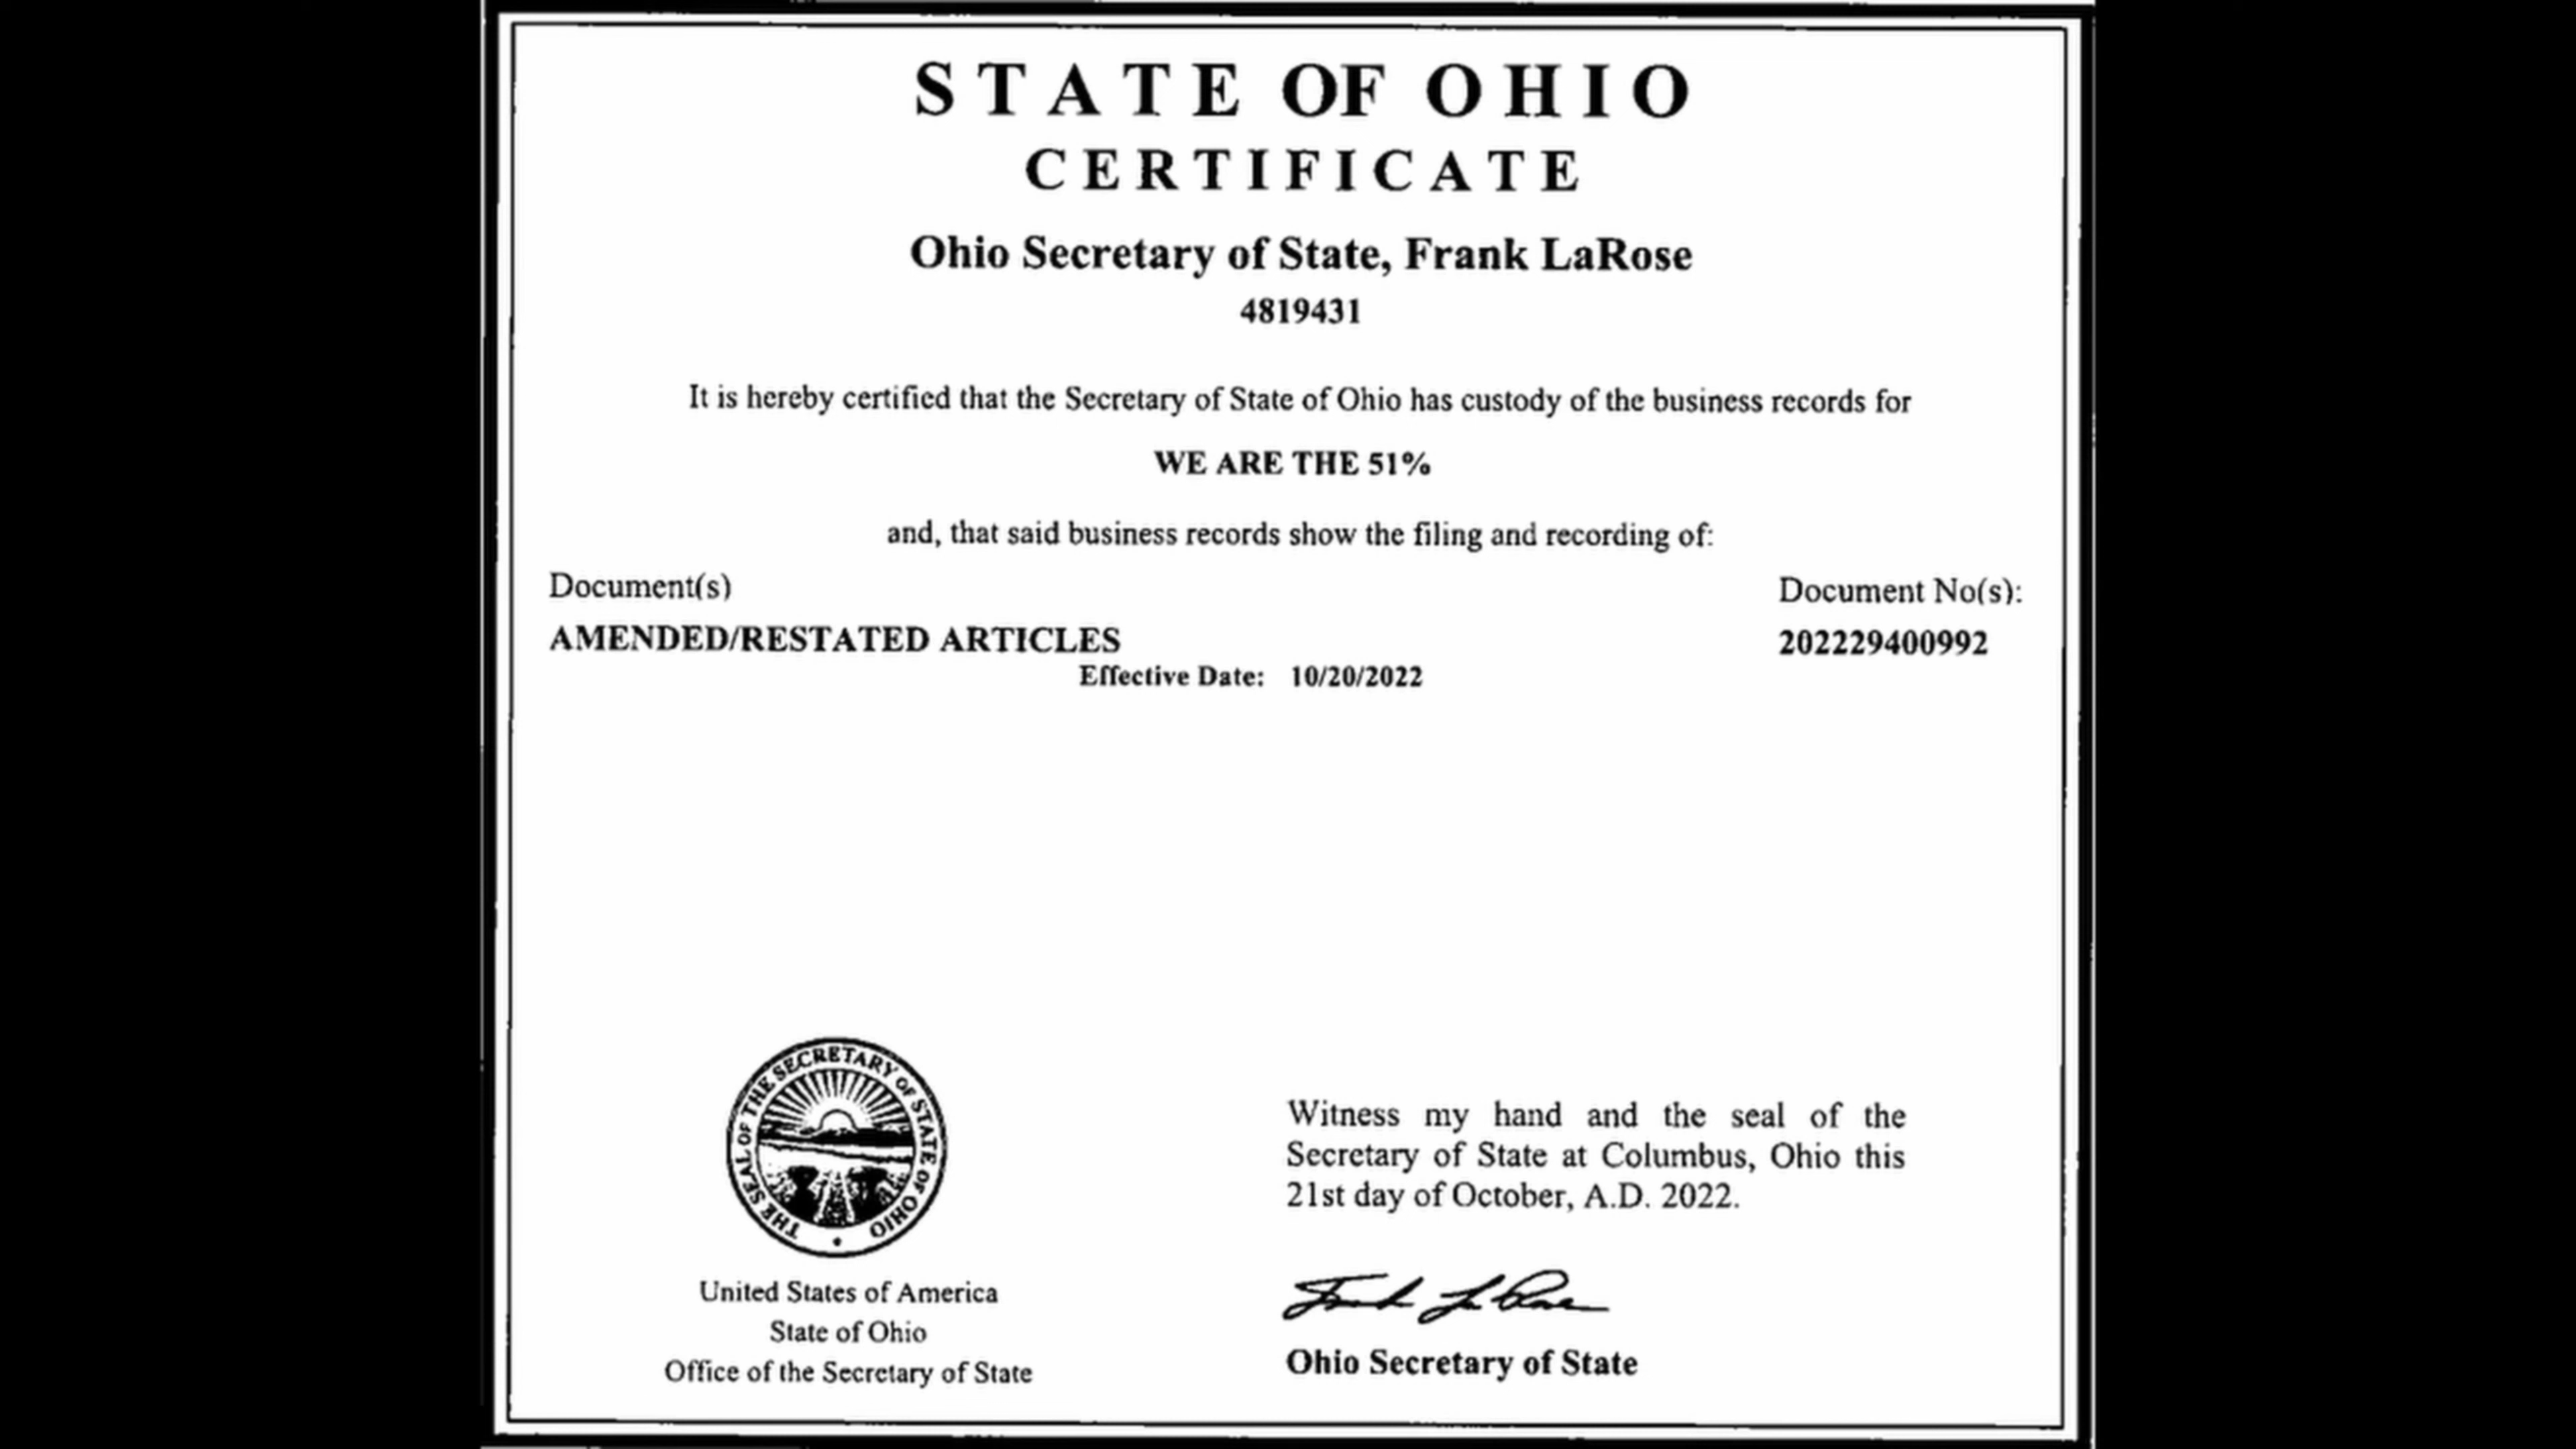 STATE OF OHIO
CERTIFICATE
Ohio Secretary of State, Frank LaRose
4819431
It is hereby certified that the Secretary of State of Ohio has custody of the business records for
WE ARE THE 51%
and, that said business records show the filing and recording of:
Document(s)
Document No(s):
AMENDED/RESTATED ARTICLES
202229400992
Effective Date: 10/20/2022
THE SEAL OF THE SECRETARY OF STATE OF OHIO
Witness my hand and the seal of the
Secretary of State at Columbus, Ohio this
21st day of October, A.D. 2022.
United States of America
State of Ohio
Office of the Secretary of State
Frank LaRose
Ohio Secretary of State